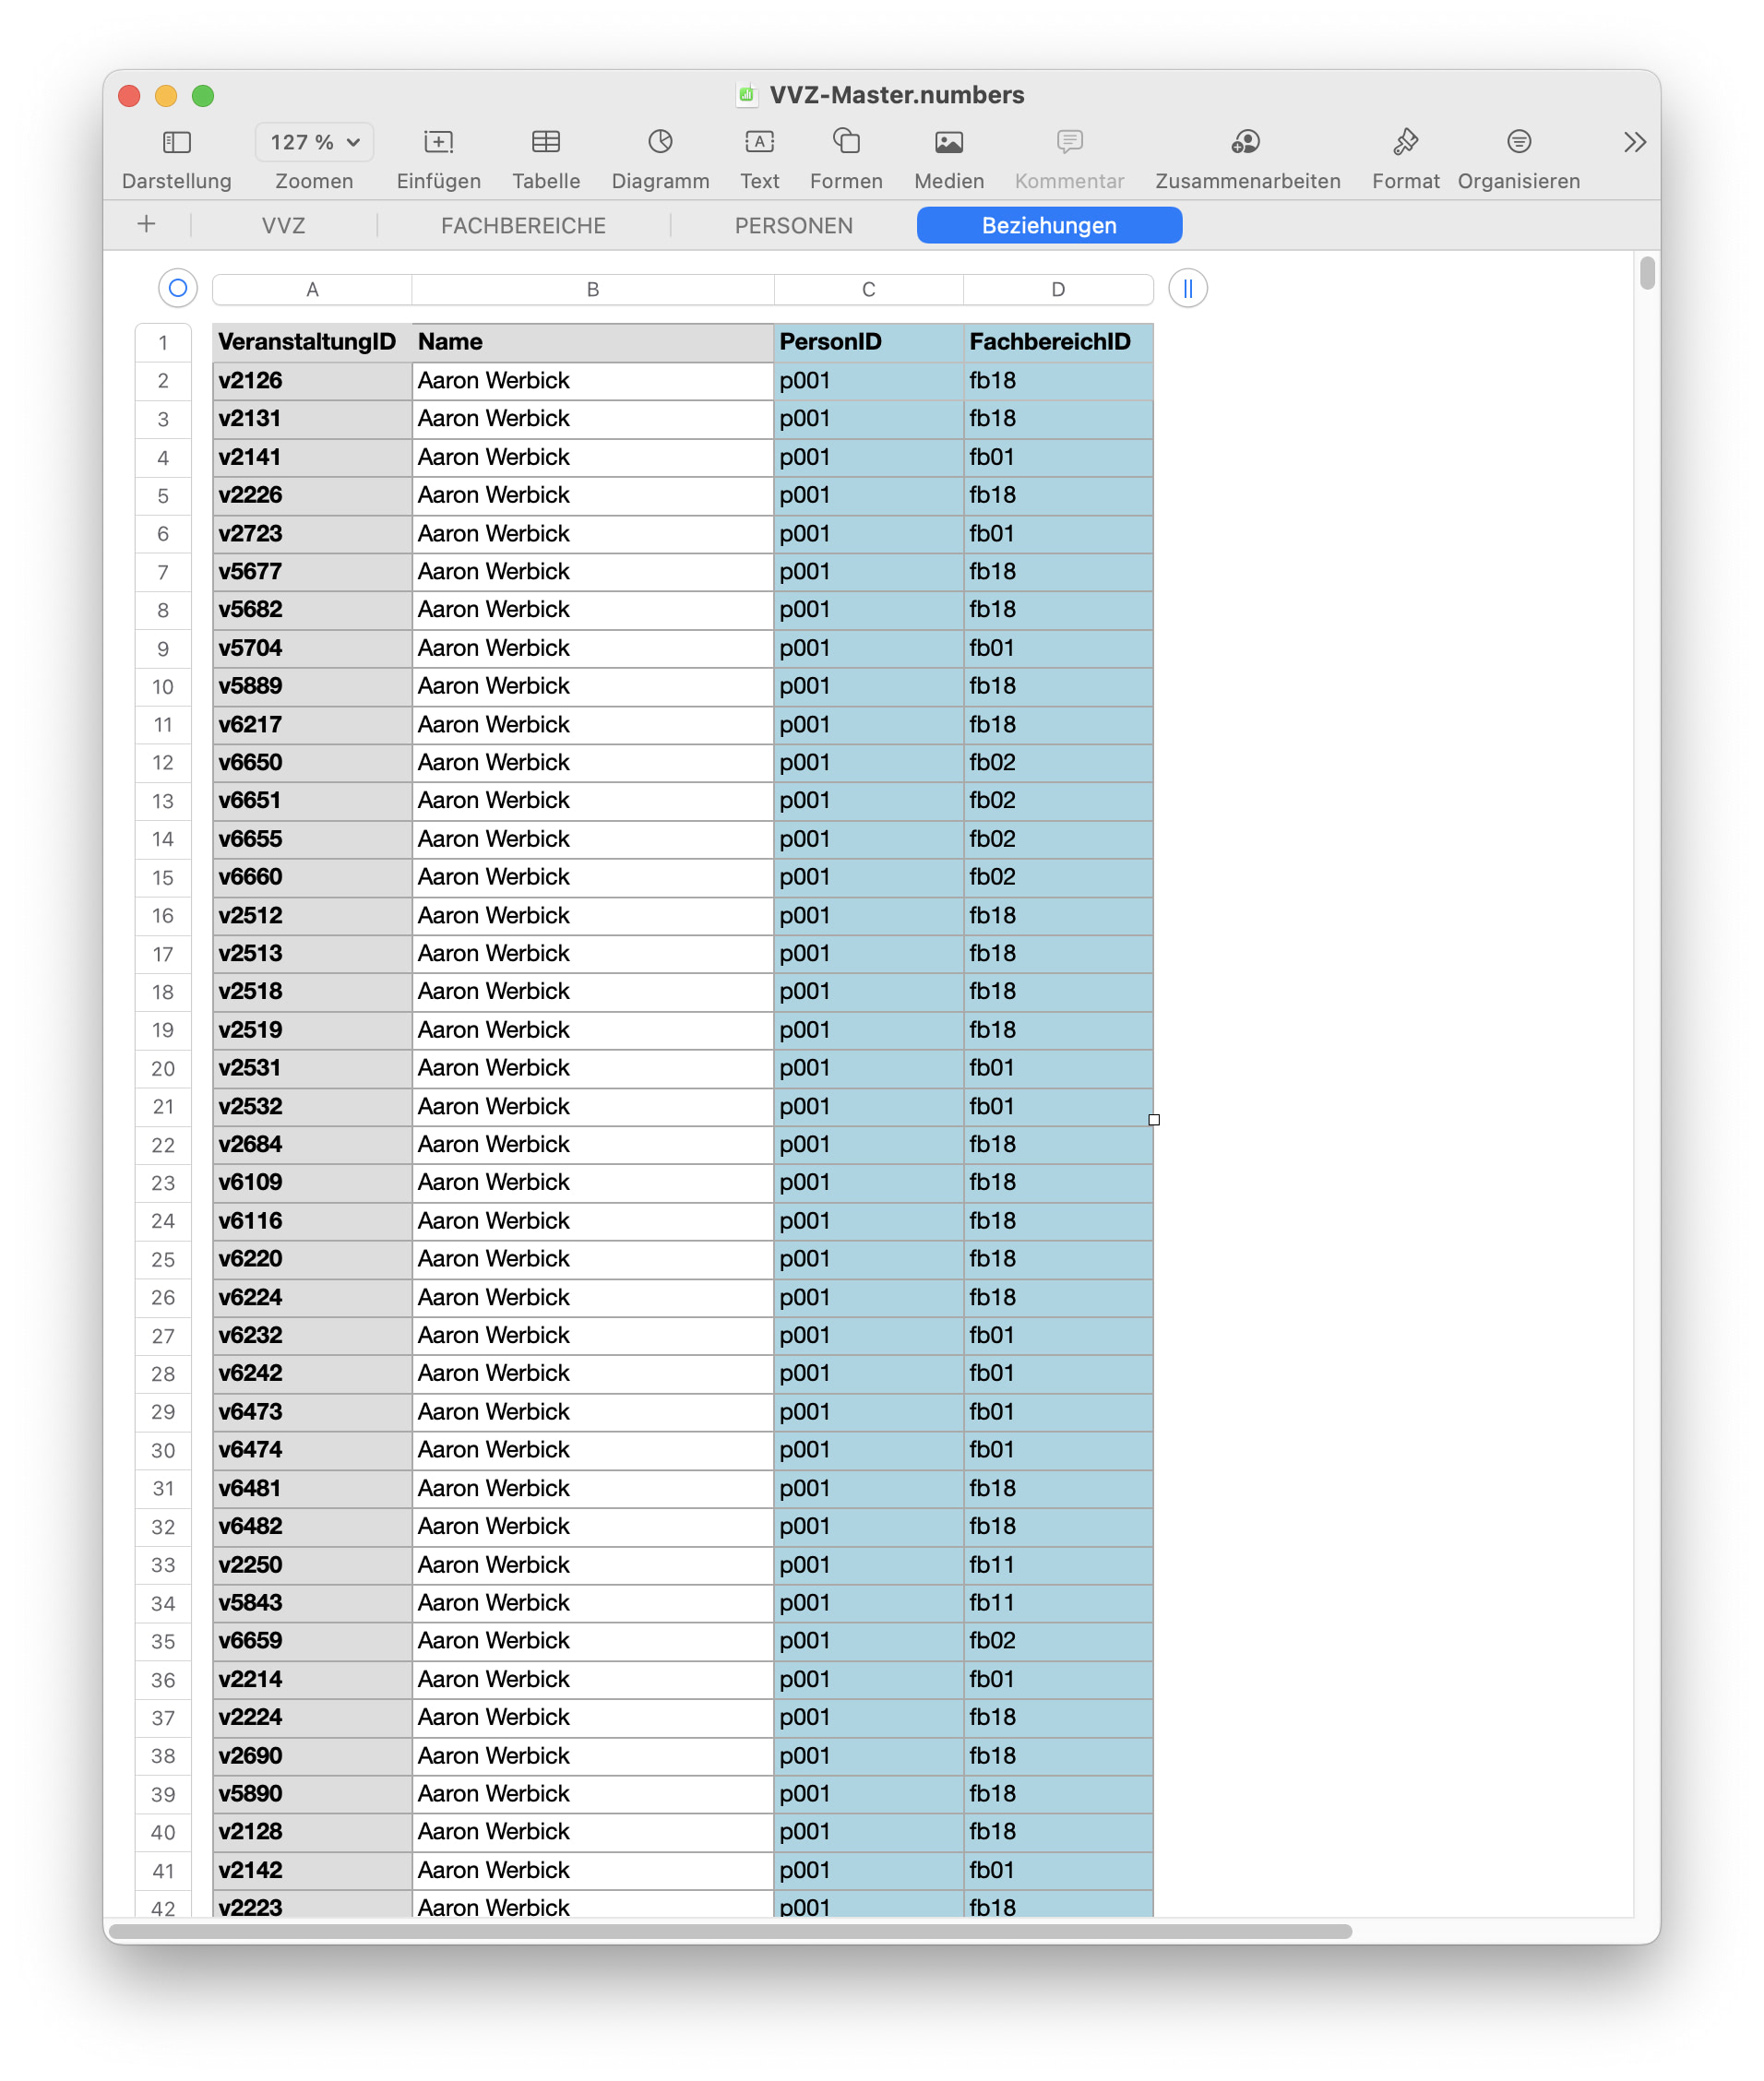 VVZ-Master.numbers
127 %
Darstellung Zoomen Einfügen Tabelle Diagramm Text Formen Medien Kommentar Zusammenarbeiten Format Organisieren
VVZ FACHBEREICHE PERSONEN Beziehungen
A B C D
1 VeranstaltungID Name PersonID FachbereichID
2 v2126 Aaron Werbick p001 fb18
3 v2131 Aaron Werbick p001 fb18
4 v2141 Aaron Werbick p001 fb01
5 v2226 Aaron Werbick p001 fb18
6 v2723 Aaron Werbick p001 fb01
7 v5677 Aaron Werbick p001 fb18
8 v5682 Aaron Werbick p001 fb18
9 v5704 Aaron Werbick p001 fb01
10 v5889 Aaron Werbick p001 fb18
11 v6217 Aaron Werbick p001 fb18
12 v6650 Aaron Werbick p001 fb02
13 v6651 Aaron Werbick p001 fb02
14 v6655 Aaron Werbick p001 fb02
15 v6660 Aaron Werbick p001 fb02
16 v2512 Aaron Werbick p001 fb18
17 v2513 Aaron Werbick p001 fb18
18 v2518 Aaron Werbick p001 fb18
19 v2519 Aaron Werbick p001 fb18
20 v2531 Aaron Werbick p001 fb01
21 v2532 Aaron Werbick p001 fb01
22 v2684 Aaron Werbick p001 fb18
23 v6109 Aaron Werbick p001 fb18
24 v6116 Aaron Werbick p001 fb18
25 v6220 Aaron Werbick p001 fb18
26 v6224 Aaron Werbick p001 fb18
27 v6232 Aaron Werbick p001 fb01
28 v6242 Aaron Werbick p001 fb01
29 v6473 Aaron Werbick p001 fb01
30 v6474 Aaron Werbick p001 fb01
31 v6481 Aaron Werbick p001 fb18
32 v6482 Aaron Werbick p001 fb18
33 v2250 Aaron Werbick p001 fb11
34 v5843 Aaron Werbick p001 fb11
35 v6659 Aaron Werbick p001 fb02
36 v2214 Aaron Werbick p001 fb01
37 v2224 Aaron Werbick p001 fb18
38 v2690 Aaron Werbick p001 fb18
39 v5890 Aaron Werbick p001 fb18
40 v2128 Aaron Werbick p001 fb18
41 v2142 Aaron Werbick p001 fb01
42 v2223 Aaron Werbick p001 fb18